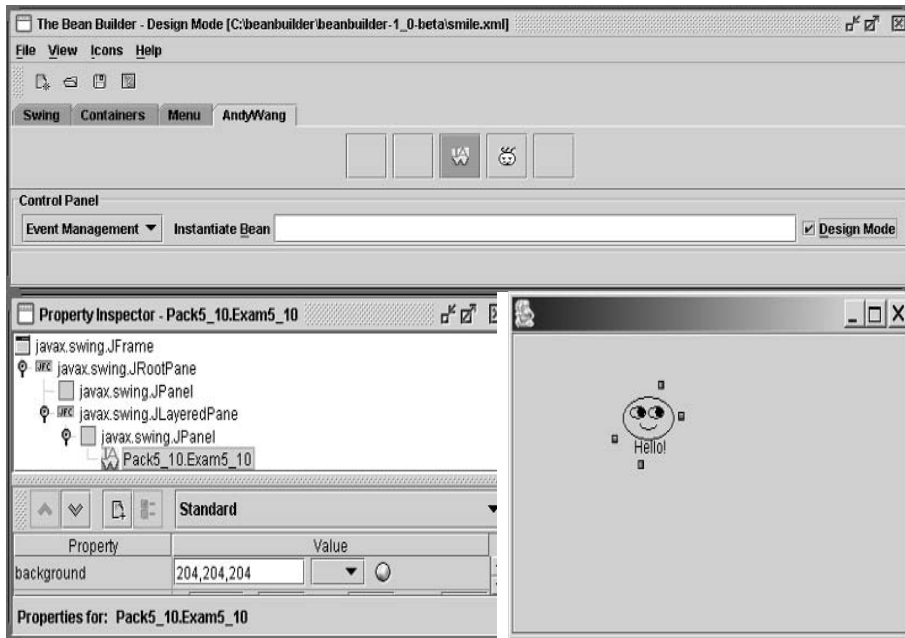 The Bean Builder - Design Mode [C:\beanbuilder\beanbuilder-1_0-beta\smile.xml]
File View Icons Help
Swing Containers Menu AndyWang
Control Panel
Event Management Instantiate Bean Design Mode
Property Inspector - Pack5_10.Exam5_10
javax.swing.JFrame
JFC javax.swing.JRootPane
javax.swing.JPanel
JFC javax.swing.JLayeredPane
javax.swing.JPanel
Pack5_10.Exam5_10
Standard
Property Value
background 204,204,204
Properties for: Pack5_10.Exam5_10
Hello!